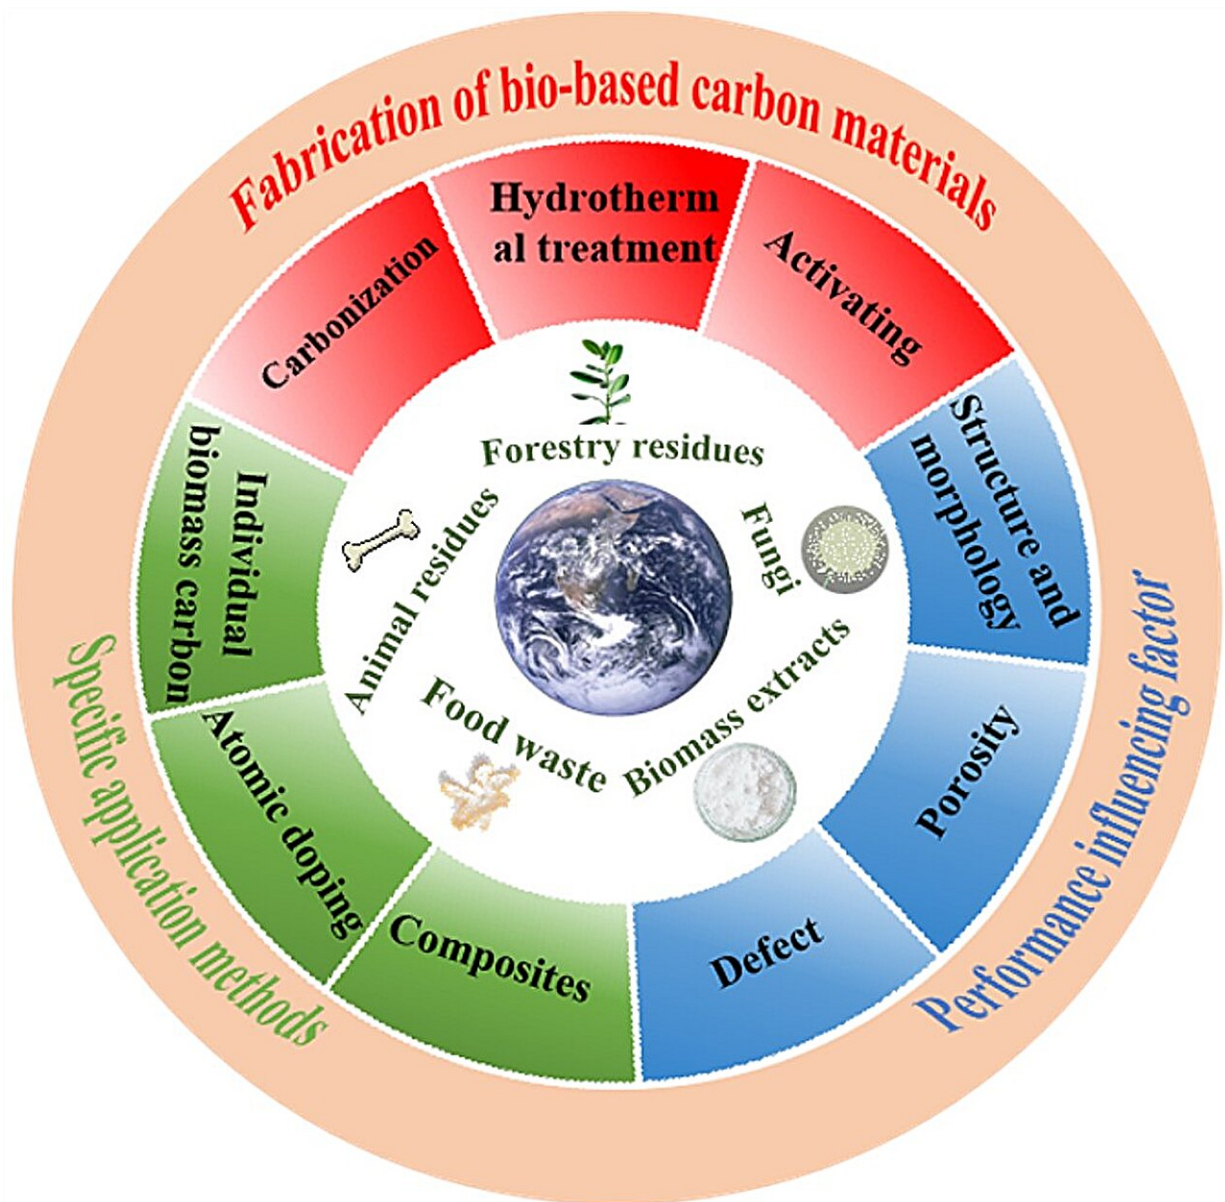 Fabrication of bio-based carbon materials
Hydrotherm
al treatment
Carbonization
Activating
Structure and
morphology
Porosity
Defect
Performance influencing factor
Composites
Atomic doping
Individual
biomass carbon
Specific application methods
Forestry residues
Fungi
Biomass extracts
Food waste
Animal residues